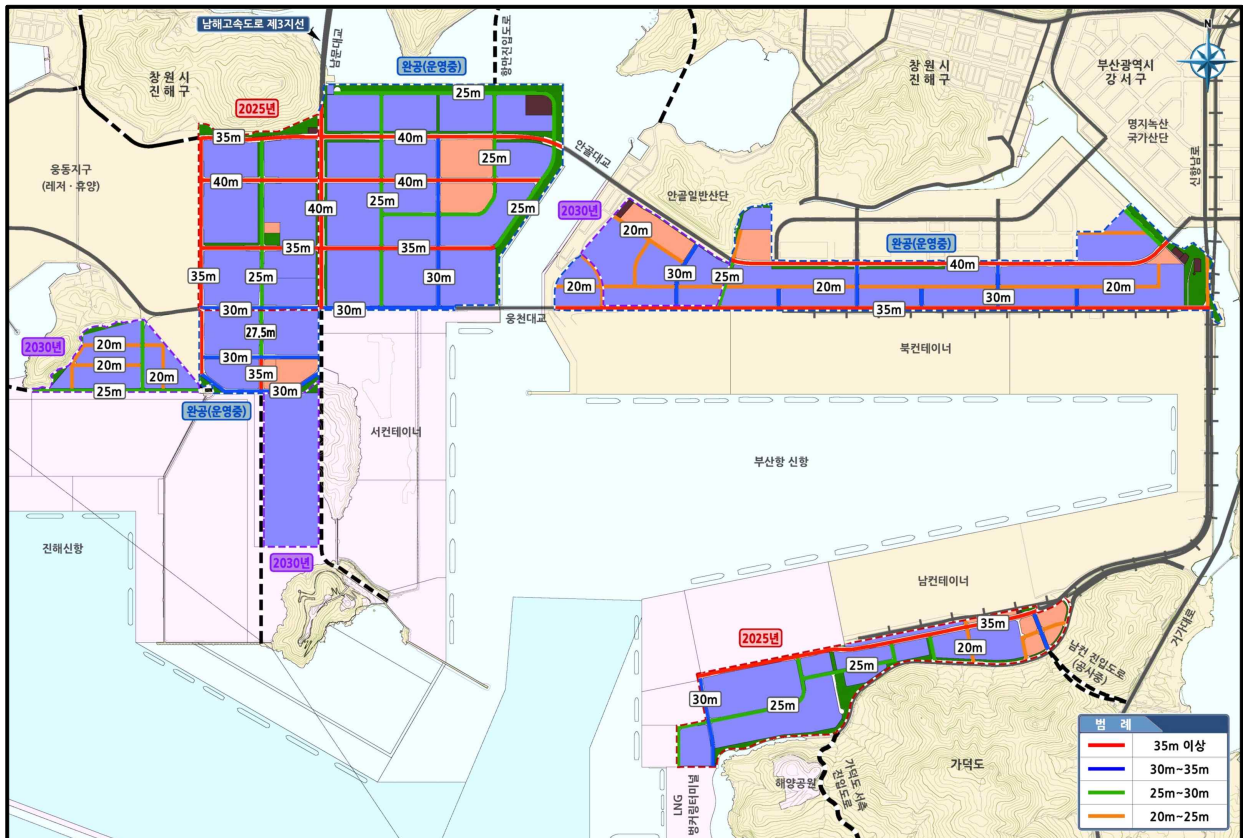 남해고속도로 제3지선
남문대교
항만진입도로
N
창원시
진해구
완공(운영중)
25m
창원시
진해구
부산광역시
강서구
2025년
35m
40m
명지녹산
국가산단
안골대교
신항남로
웅동지구
(레저·휴양)
40m
40m
25m
25m
25m
40m
안골일반산단
2030년
20m
완공(운영중)
35m
35m
40m
35m
25m
30m
30m
25m
20m
20m
30m
20m
30m
30m
35m
웅천대교
27.5m
2030년
20m
30m
북컨테이너
20m
20m
35m
25m
30m
완공(운영중)
서컨테이너
부산항 신항
진해신항
2030년
남컨테이너
2025년
35m
20m
25m
남컨 진입도로
(공사중)
거가대로
30m
25m
범 례
35m 이상
30m~35m
25m~30m
20m~25m
가덕도
가덕도 서측
진입도로
해양공원
LNG
벙커링터미널